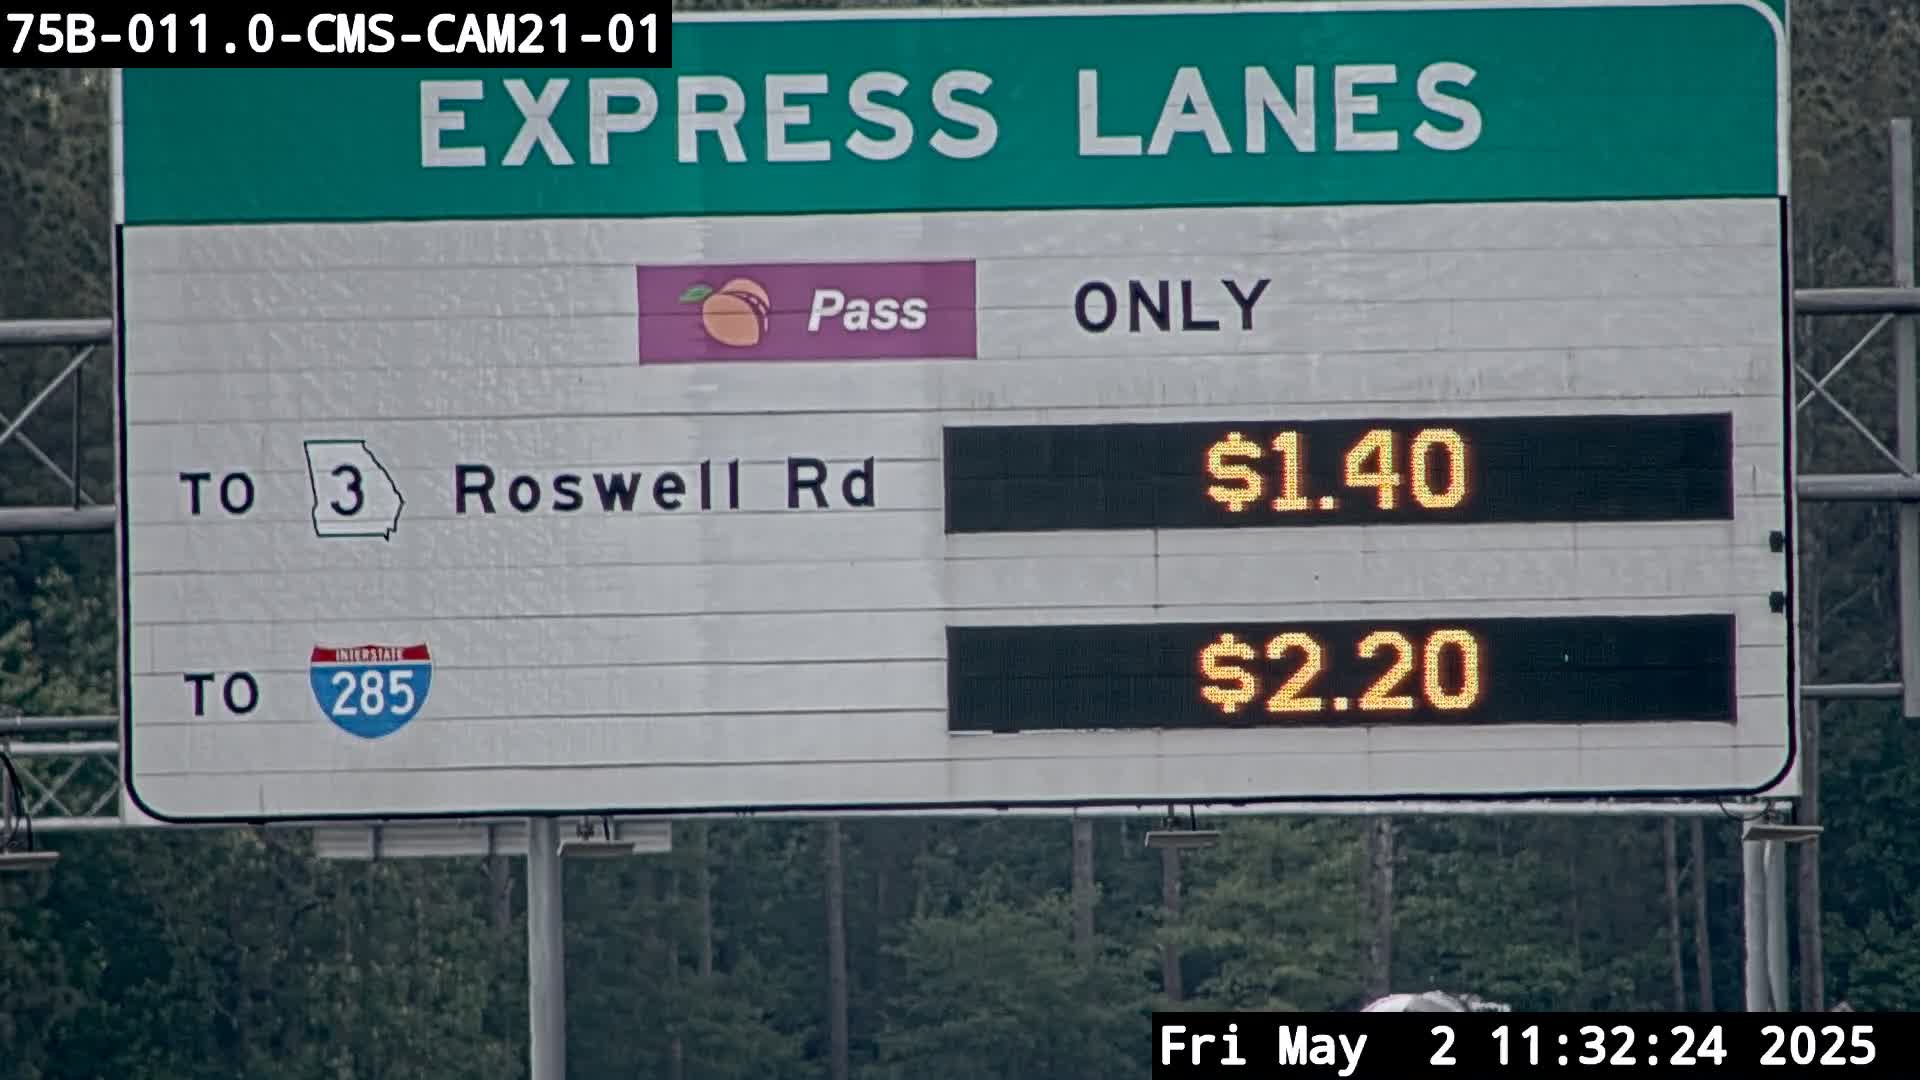 75B-011.0-CMS-CAM21-01
EXPRESS LANES
Pass ONLY
TO 3 Roswell Rd $1.40
INTERSTATE
TO 285 $2.20
Fri May 2 11:32:24 2025